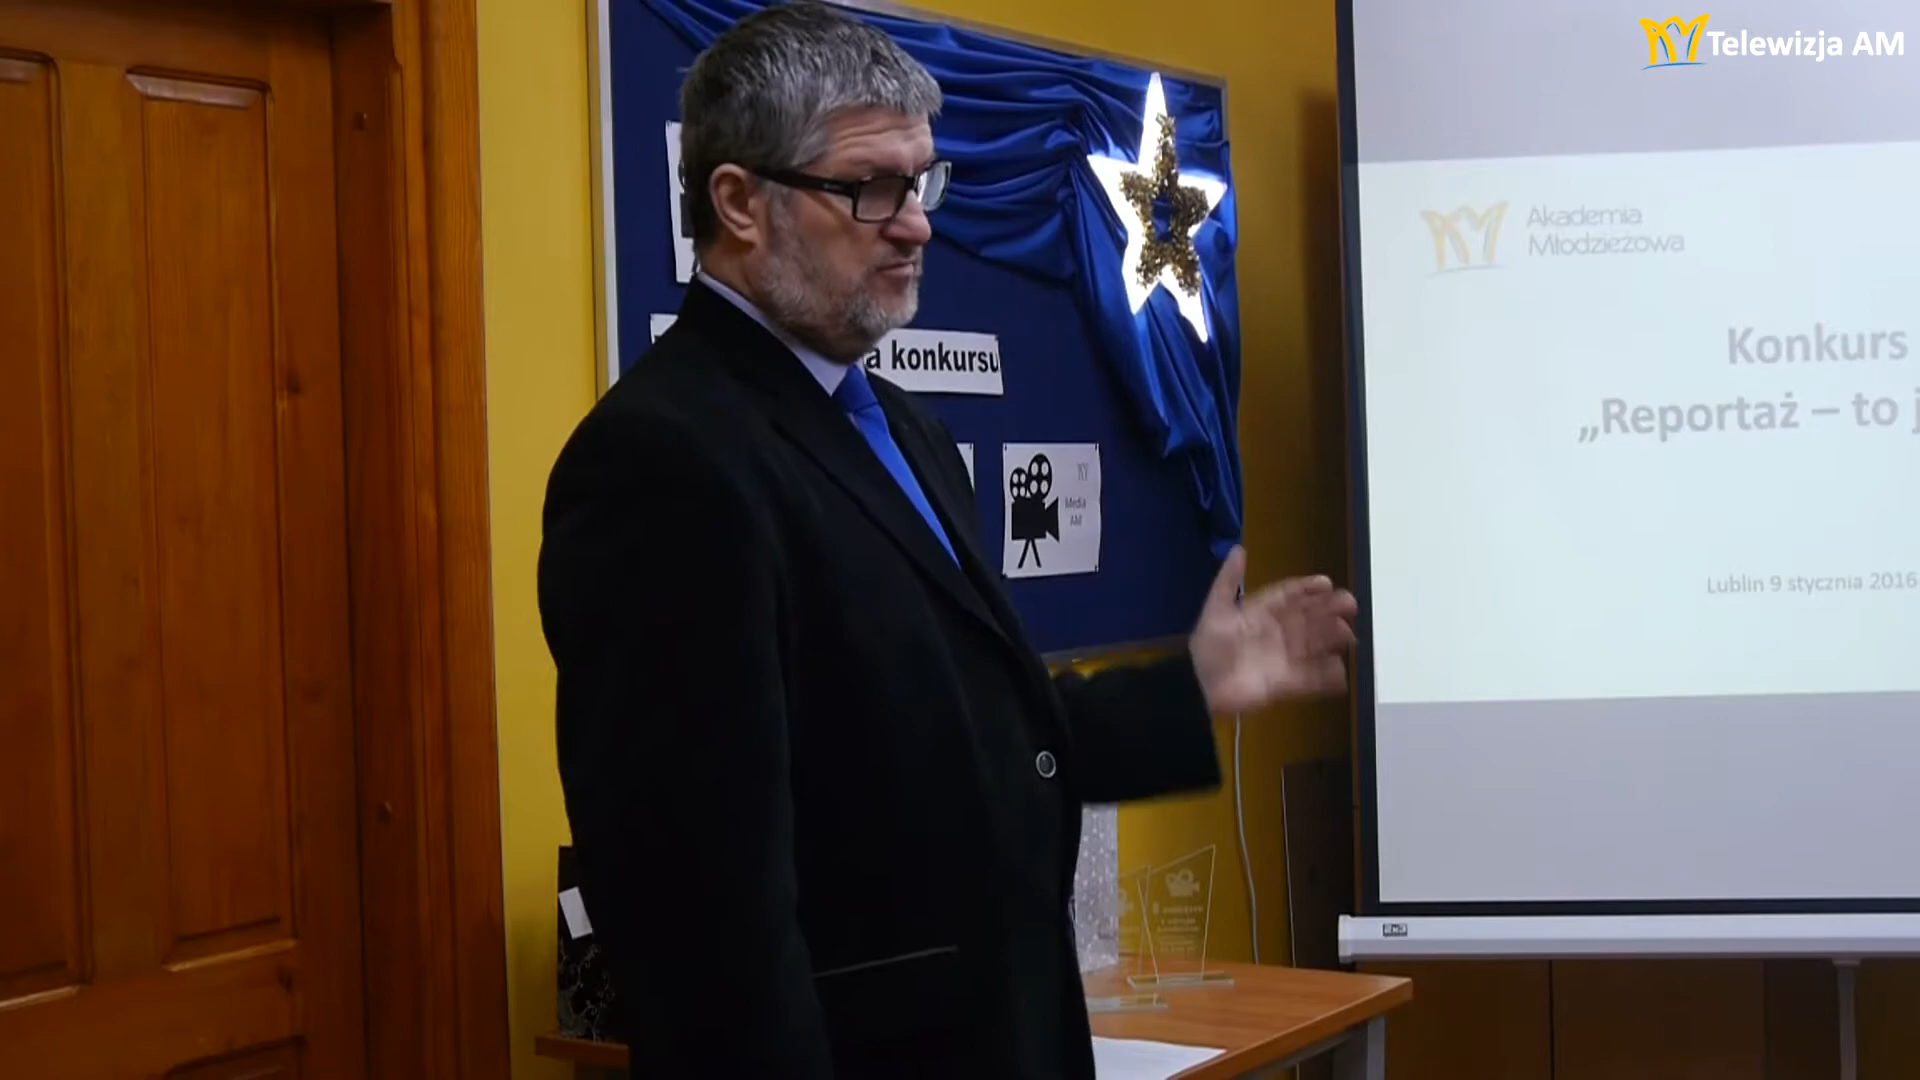 Telewizja AM
Akademia
Młodzieżowa
Konkurs
„Reportaż – to j
Lublin 9 stycznia 2016
a konkursu
Media
AM